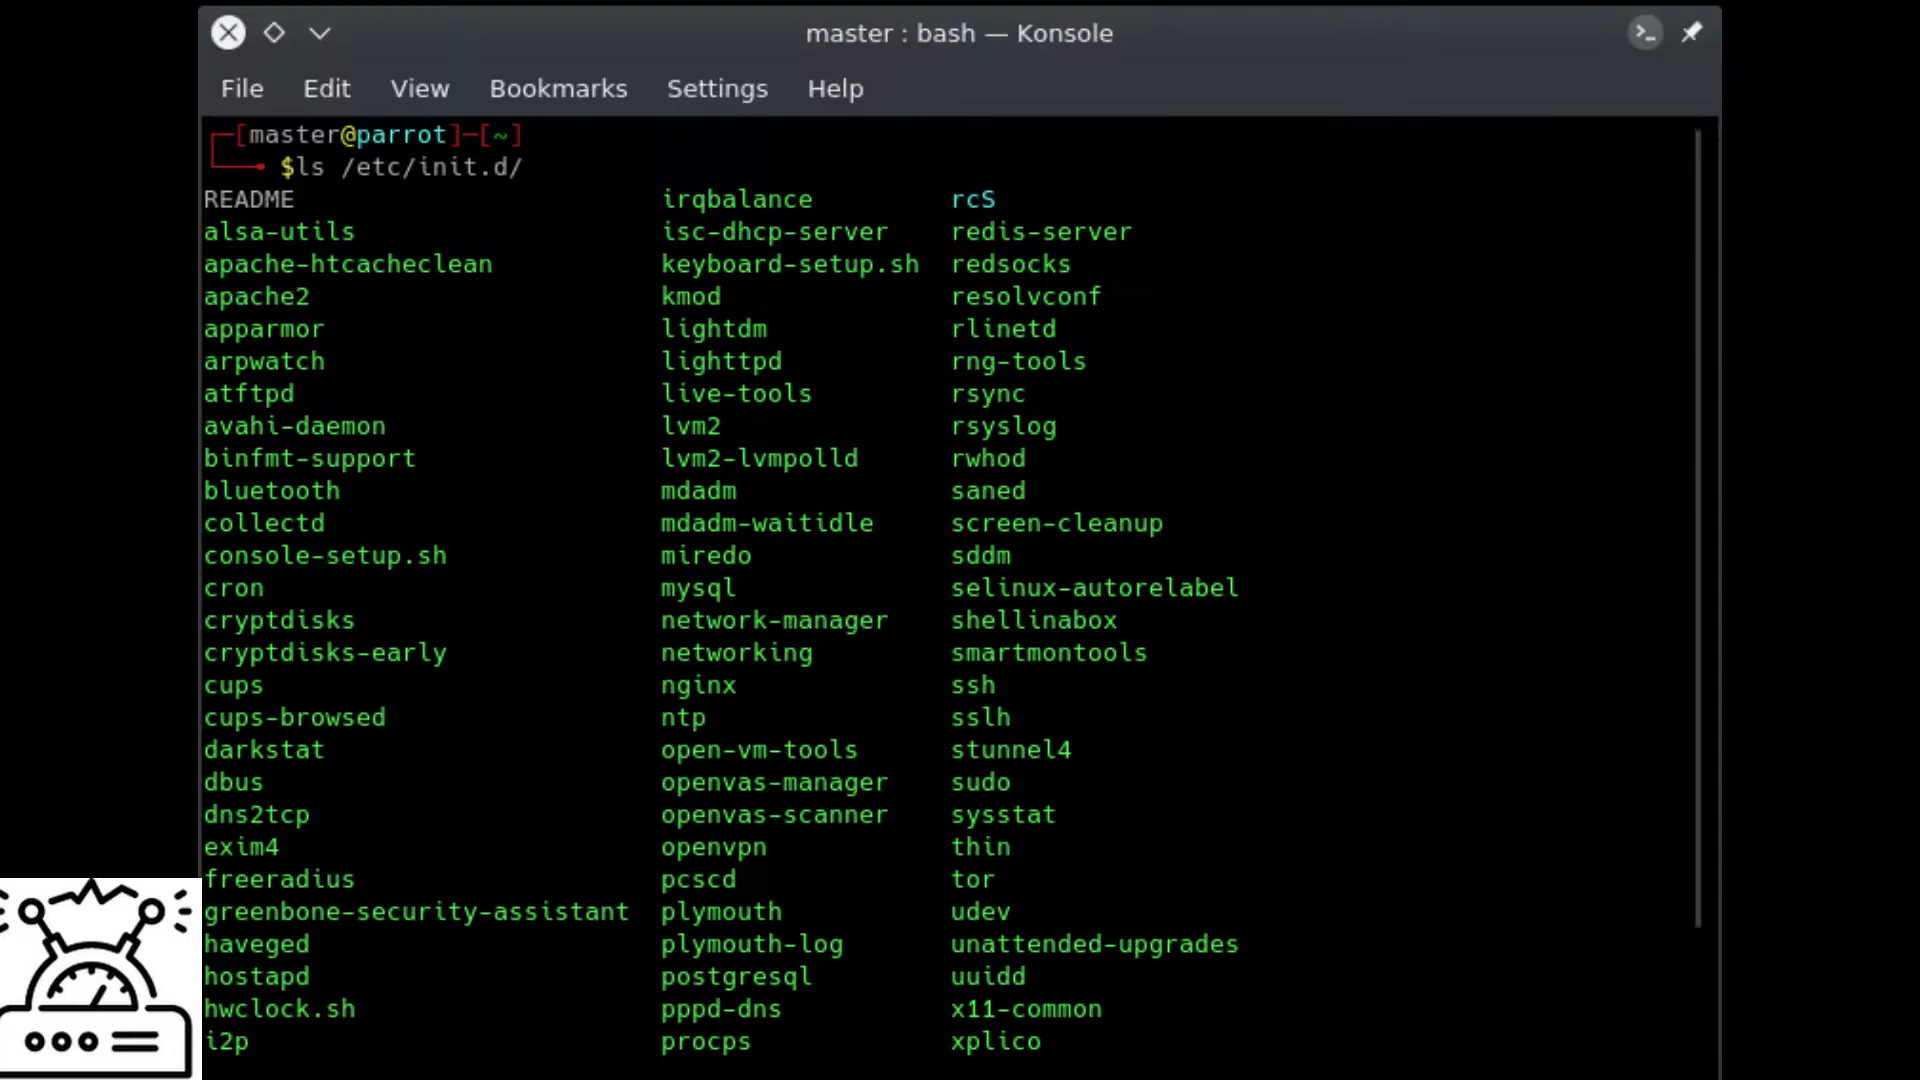 master : bash — Konsole
File Edit View Bookmarks Settings Help
[master@parrot]─[~]
$ls /etc/init.d/
README irqbalance rcS
alsa-utils isc-dhcp-server redis-server
apache-htcacheclean keyboard-setup.sh redsocks
apache2 kmod resolvconf
apparmor lightdm rlinetd
arpwatch lighttpd rng-tools
atftpd live-tools rsync
avahi-daemon lvm2 rsyslog
binfmt-support lvm2-lvmpolld rwhod
bluetooth mdadm saned
collectd mdadm-waitidle screen-cleanup
console-setup.sh miredo sddm
cron mysql selinux-autorelabel
cryptdisks network-manager shellinabox
cryptdisks-early networking smartmontools
cups nginx ssh
cups-browsed ntp sslh
darkstat open-vm-tools stunnel4
dbus openvas-manager sudo
dns2tcp openvas-scanner sysstat
exim4 openvpn thin
freeradius pcscd tor
greenbone-security-assistant plymouth udev
haveged plymouth-log unattended-upgrades
hostapd postgresql uuidd
hwclock.sh pppd-dns x11-common
i2p procps xplico